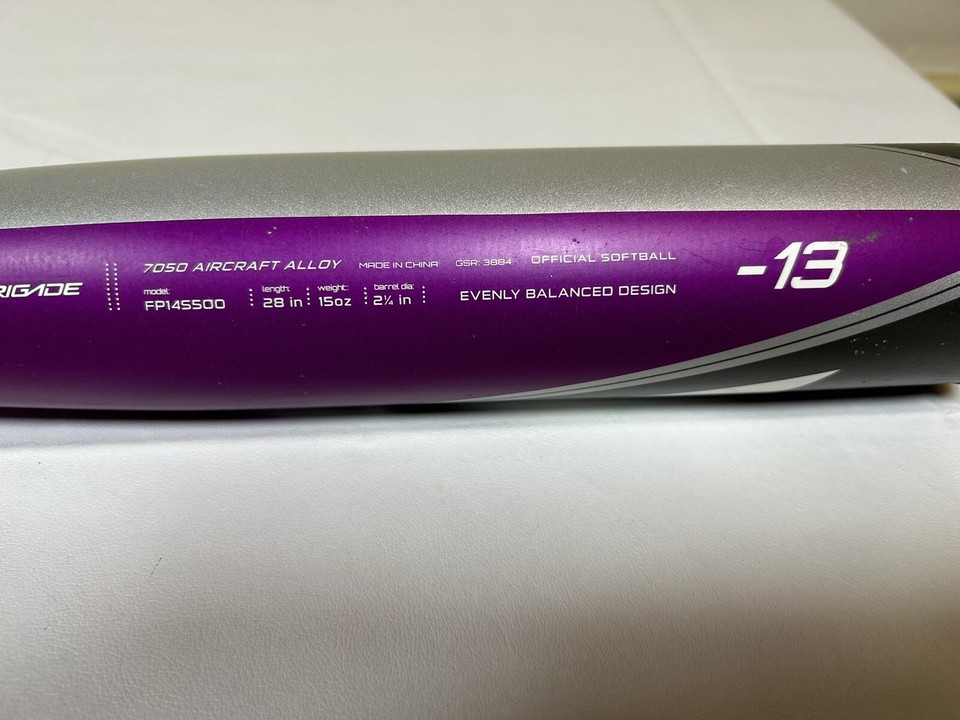 7050 AIRCRAFT ALLOY MADE IN CHINA GSR: 3884 OFFICIAL SOFTBALL
-13
RIGADE
model: length: weight: barrel dia:
FP14S500 28 in 15oz 2¼ in EVENLY BALANCED DESIGN